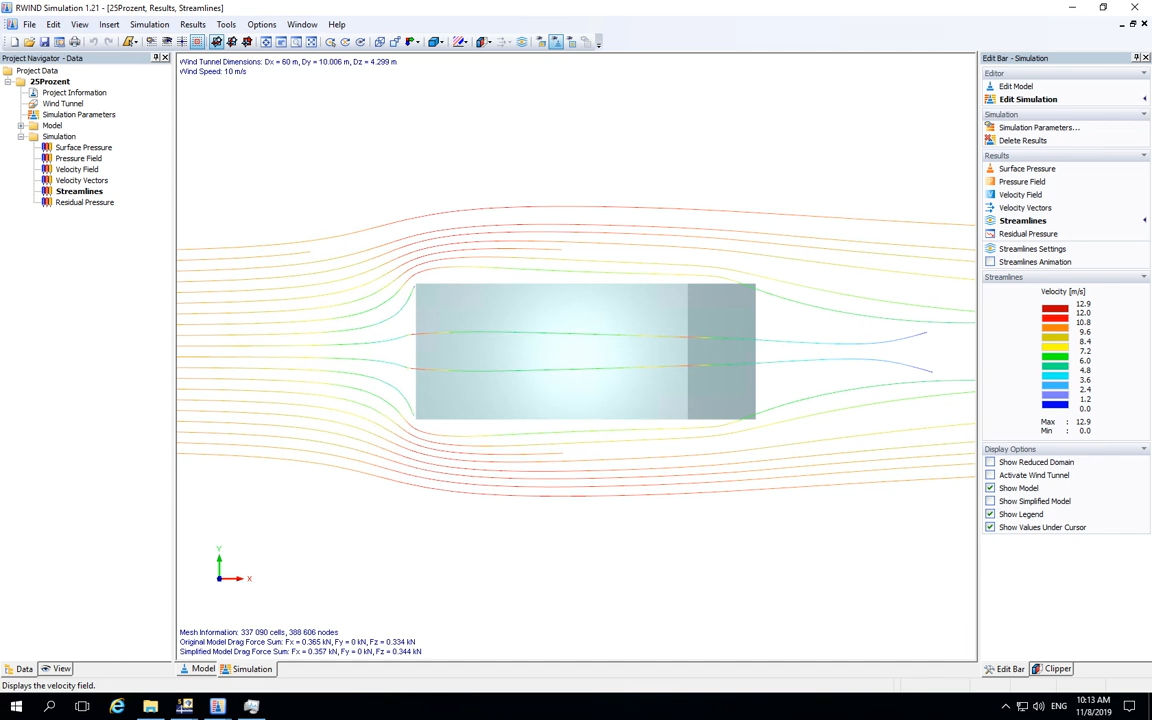 RWIND Simulation 1.21 - [25Prozent, Results, Streamlines]
File Edit View Insert Simulation Results Tools Options Window Help
Project Navigator - Data
Project Data
25Prozent
Project Information
Wind Tunnel
Simulation Parameters
Model
Simulation
Surface Pressure
Pressure Field
Velocity Field
Velocity Vectors
Streamlines
Residual Pressure
Data View
Wind Tunnel Dimensions: Dx = 60 m, Dy = 10.006 m, Dz = 4.299 m
Wind Speed: 10 m/s
Y
X
Mesh Information: 337 090 cells, 388 606 nodes
Original Model Drag Force Sum: Fx = 0.365 kN, Fy = 0 kN, Fz = 0.334 kN
Simplified Model Drag Force Sum: Fx = 0.357 kN, Fy = 0 kN, Fz = 0.344 kN
Model Simulation
Edit Bar - Simulation
Editor
Edit Model
Edit Simulation
Simulation
Simulation Parameters...
Delete Results
Results
Surface Pressure
Pressure Field
Velocity Field
Velocity Vectors
Streamlines
Residual Pressure
Streamlines Settings
Streamlines Animation
Streamlines
Velocity [m/s]
12.9
12.0
10.8
9.6
8.4
7.2
6.0
4.8
3.6
2.4
1.2
0.0
Max : 12.9
Min : 0.0
Display Options
Show Reduced Domain
Activate Wind Tunnel
Show Model
Show Simplified Model
Show Legend
Show Values Under Cursor
Edit Bar Clipper
Displays the velocity field.
ENG
10:13 AM
11/8/2019